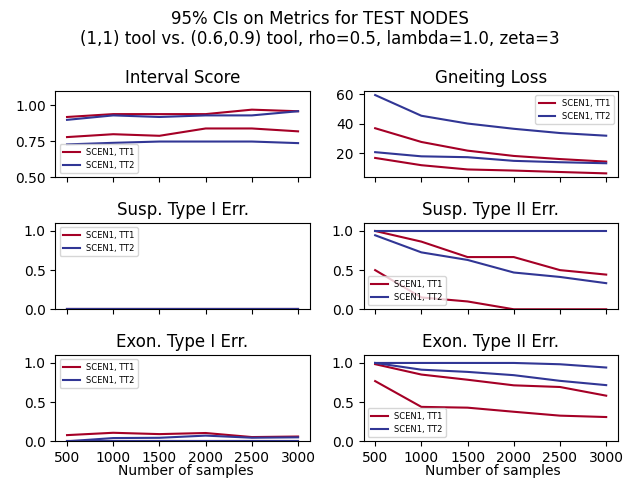 95% CIs on Metrics for TEST NODES
(1,1) tool vs. (0.6,0.9) tool, rho=0.5, lambda=1.0, zeta=3
Interval Score
1.00
0.75
0.50
SCEN1, TT1
SCEN1, TT2
Gneiting Loss
60
40
20
SCEN1, TT1
SCEN1, TT2
Susp. Type I Err.
1.0
0.5
0.0
SCEN1, TT1
SCEN1, TT2
Susp. Type II Err.
1.0
0.5
0.0
SCEN1, TT1
SCEN1, TT2
Exon. Type I Err.
1.0
0.5
0.0
SCEN1, TT1
SCEN1, TT2
500 1000 1500 2000 2500 3000
Number of samples
Exon. Type II Err.
1.0
0.5
0.0
SCEN1, TT1
SCEN1, TT2
500 1000 1500 2000 2500 3000
Number of samples